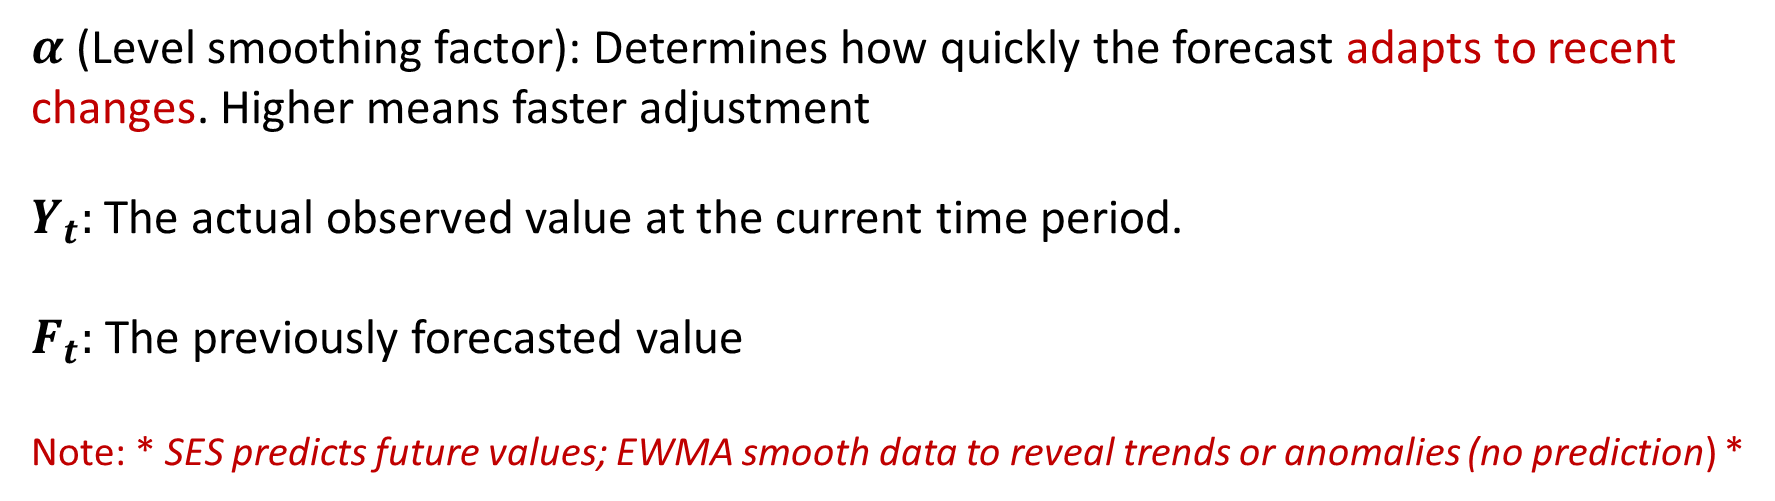 α (Level smoothing factor): Determines how quickly the forecast adapts to recent
changes. Higher means faster adjustment
Yₜ: The actual observed value at the current time period.
Fₜ: The previously forecasted value
Note: * SES predicts future values; EWMA smooth data to reveal trends or anomalies (no prediction) *